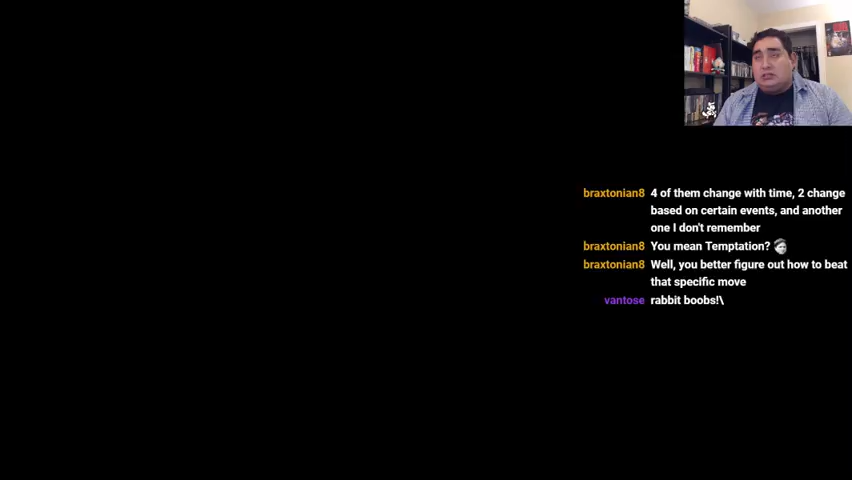 braxtonian8 4 of them change with time, 2 change
based on certain events, and another
one I don't remember
braxtonian8 You mean Temptation?
braxtonian8 Well, you better figure out how to beat
that specific move
vantose rabbit boobs!\